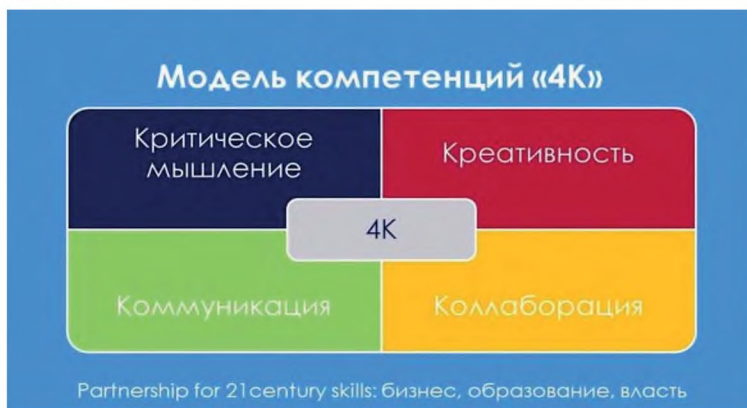 Модель компетенций «4К»
Критическое
мышление
Креативность
4К
Коммуникация
Коллаборация
Partnership for 21century skills: бизнес, образование, власть